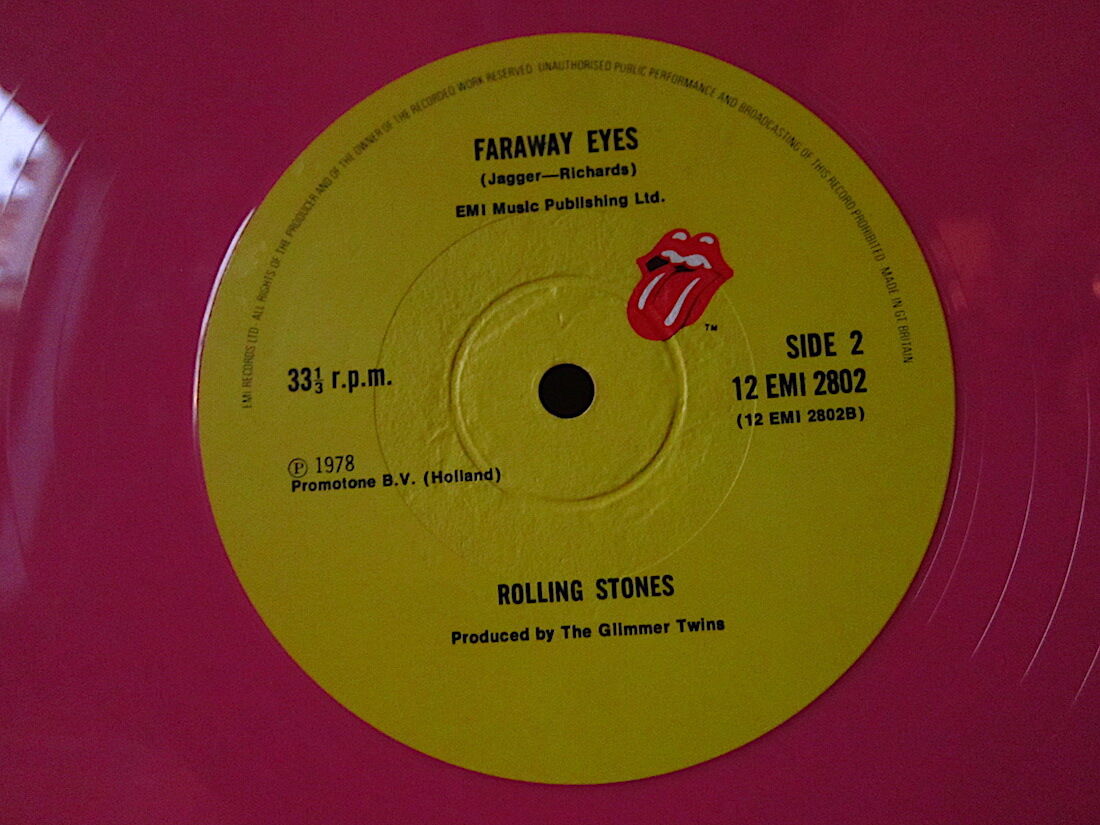 EMI RECORDS LTD · ALL RIGHTS OF THE PRODUCER AND OF THE OWNER OF THE RECORDED WORK RESERVED. UNAUTHORISED PUBLIC PERFORMANCE AND BROADCASTING OF THIS RECORD PROHIBITED. MADE IN GT BRITAIN
FARAWAY EYES
(Jagger—Richards)
EMI Music Publishing Ltd.
TM
SIDE 2
33⅓ r.p.m.
12 EMI 2802
(12 EMI 2802B)
Ⓟ 1978
Promotone B.V. (Holland)
ROLLING STONES
Produced by The Glimmer Twins